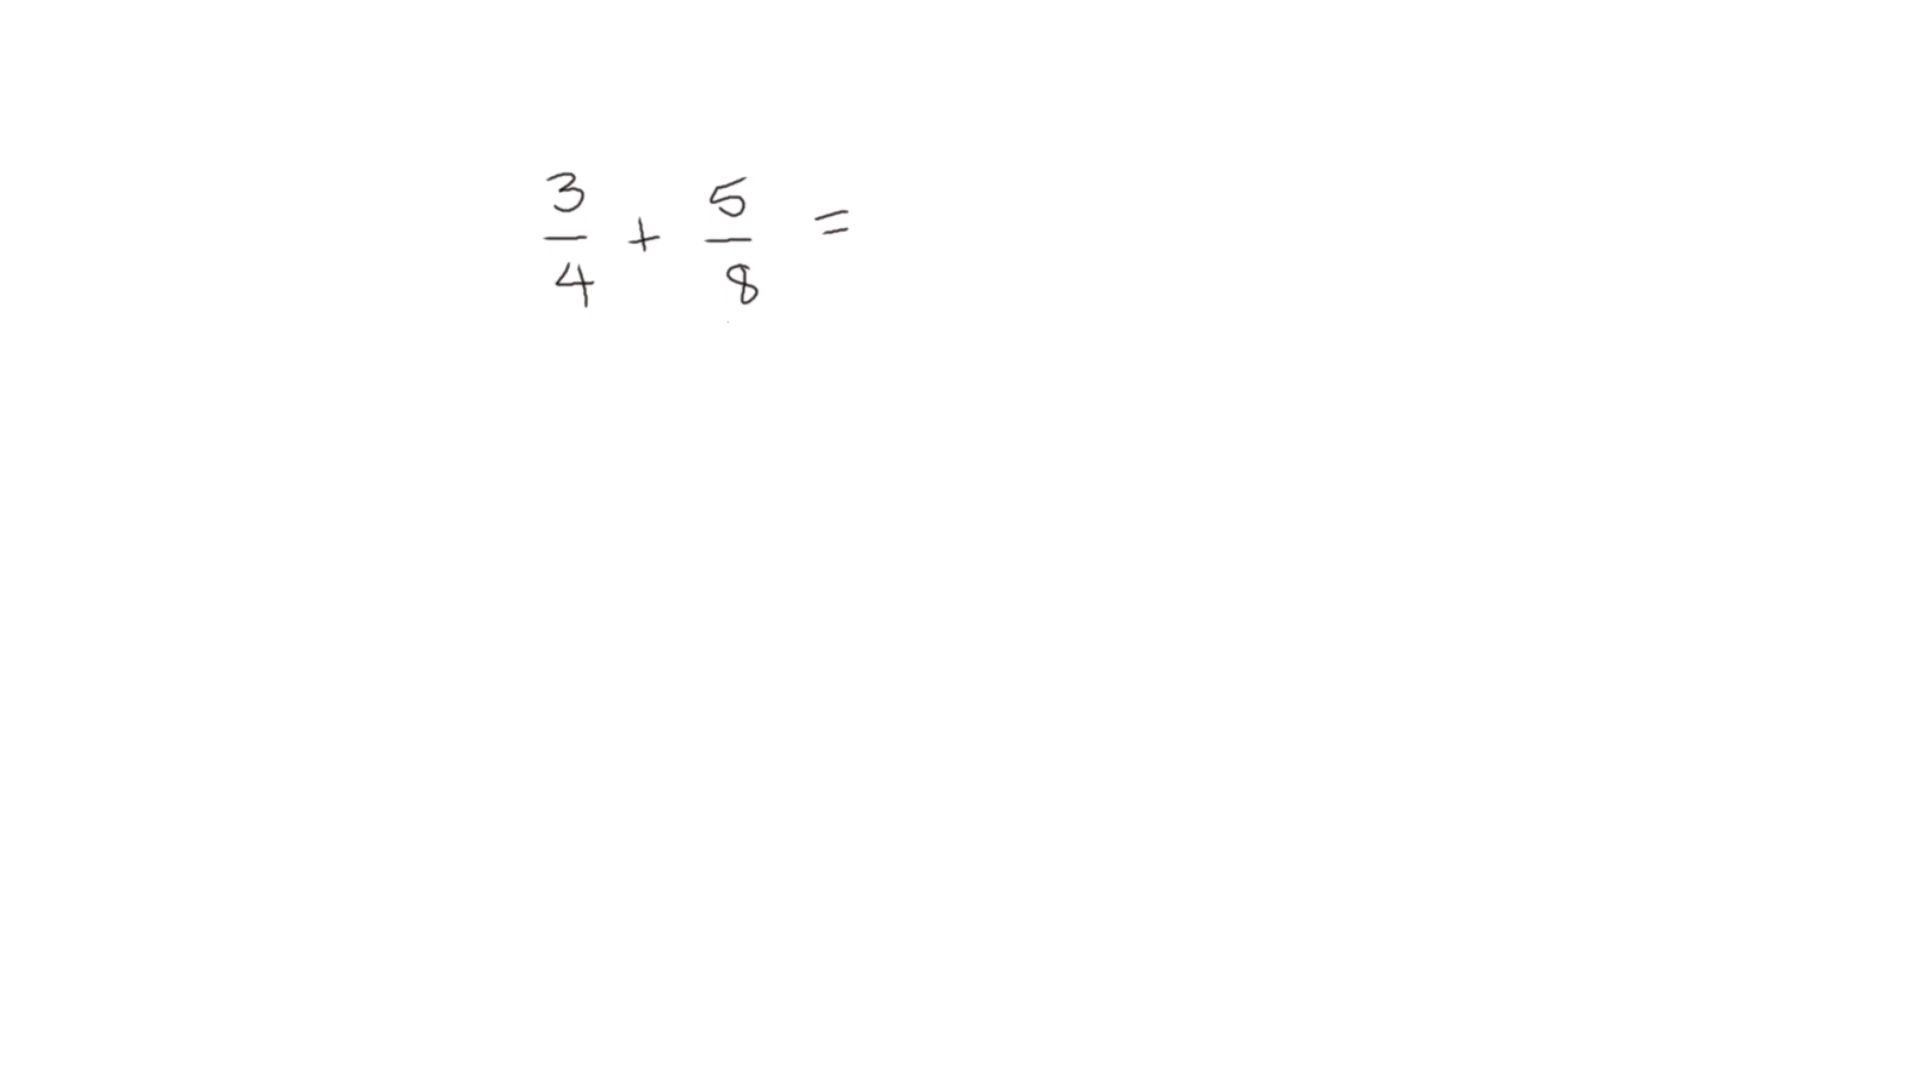 3/4 + 5/8 =